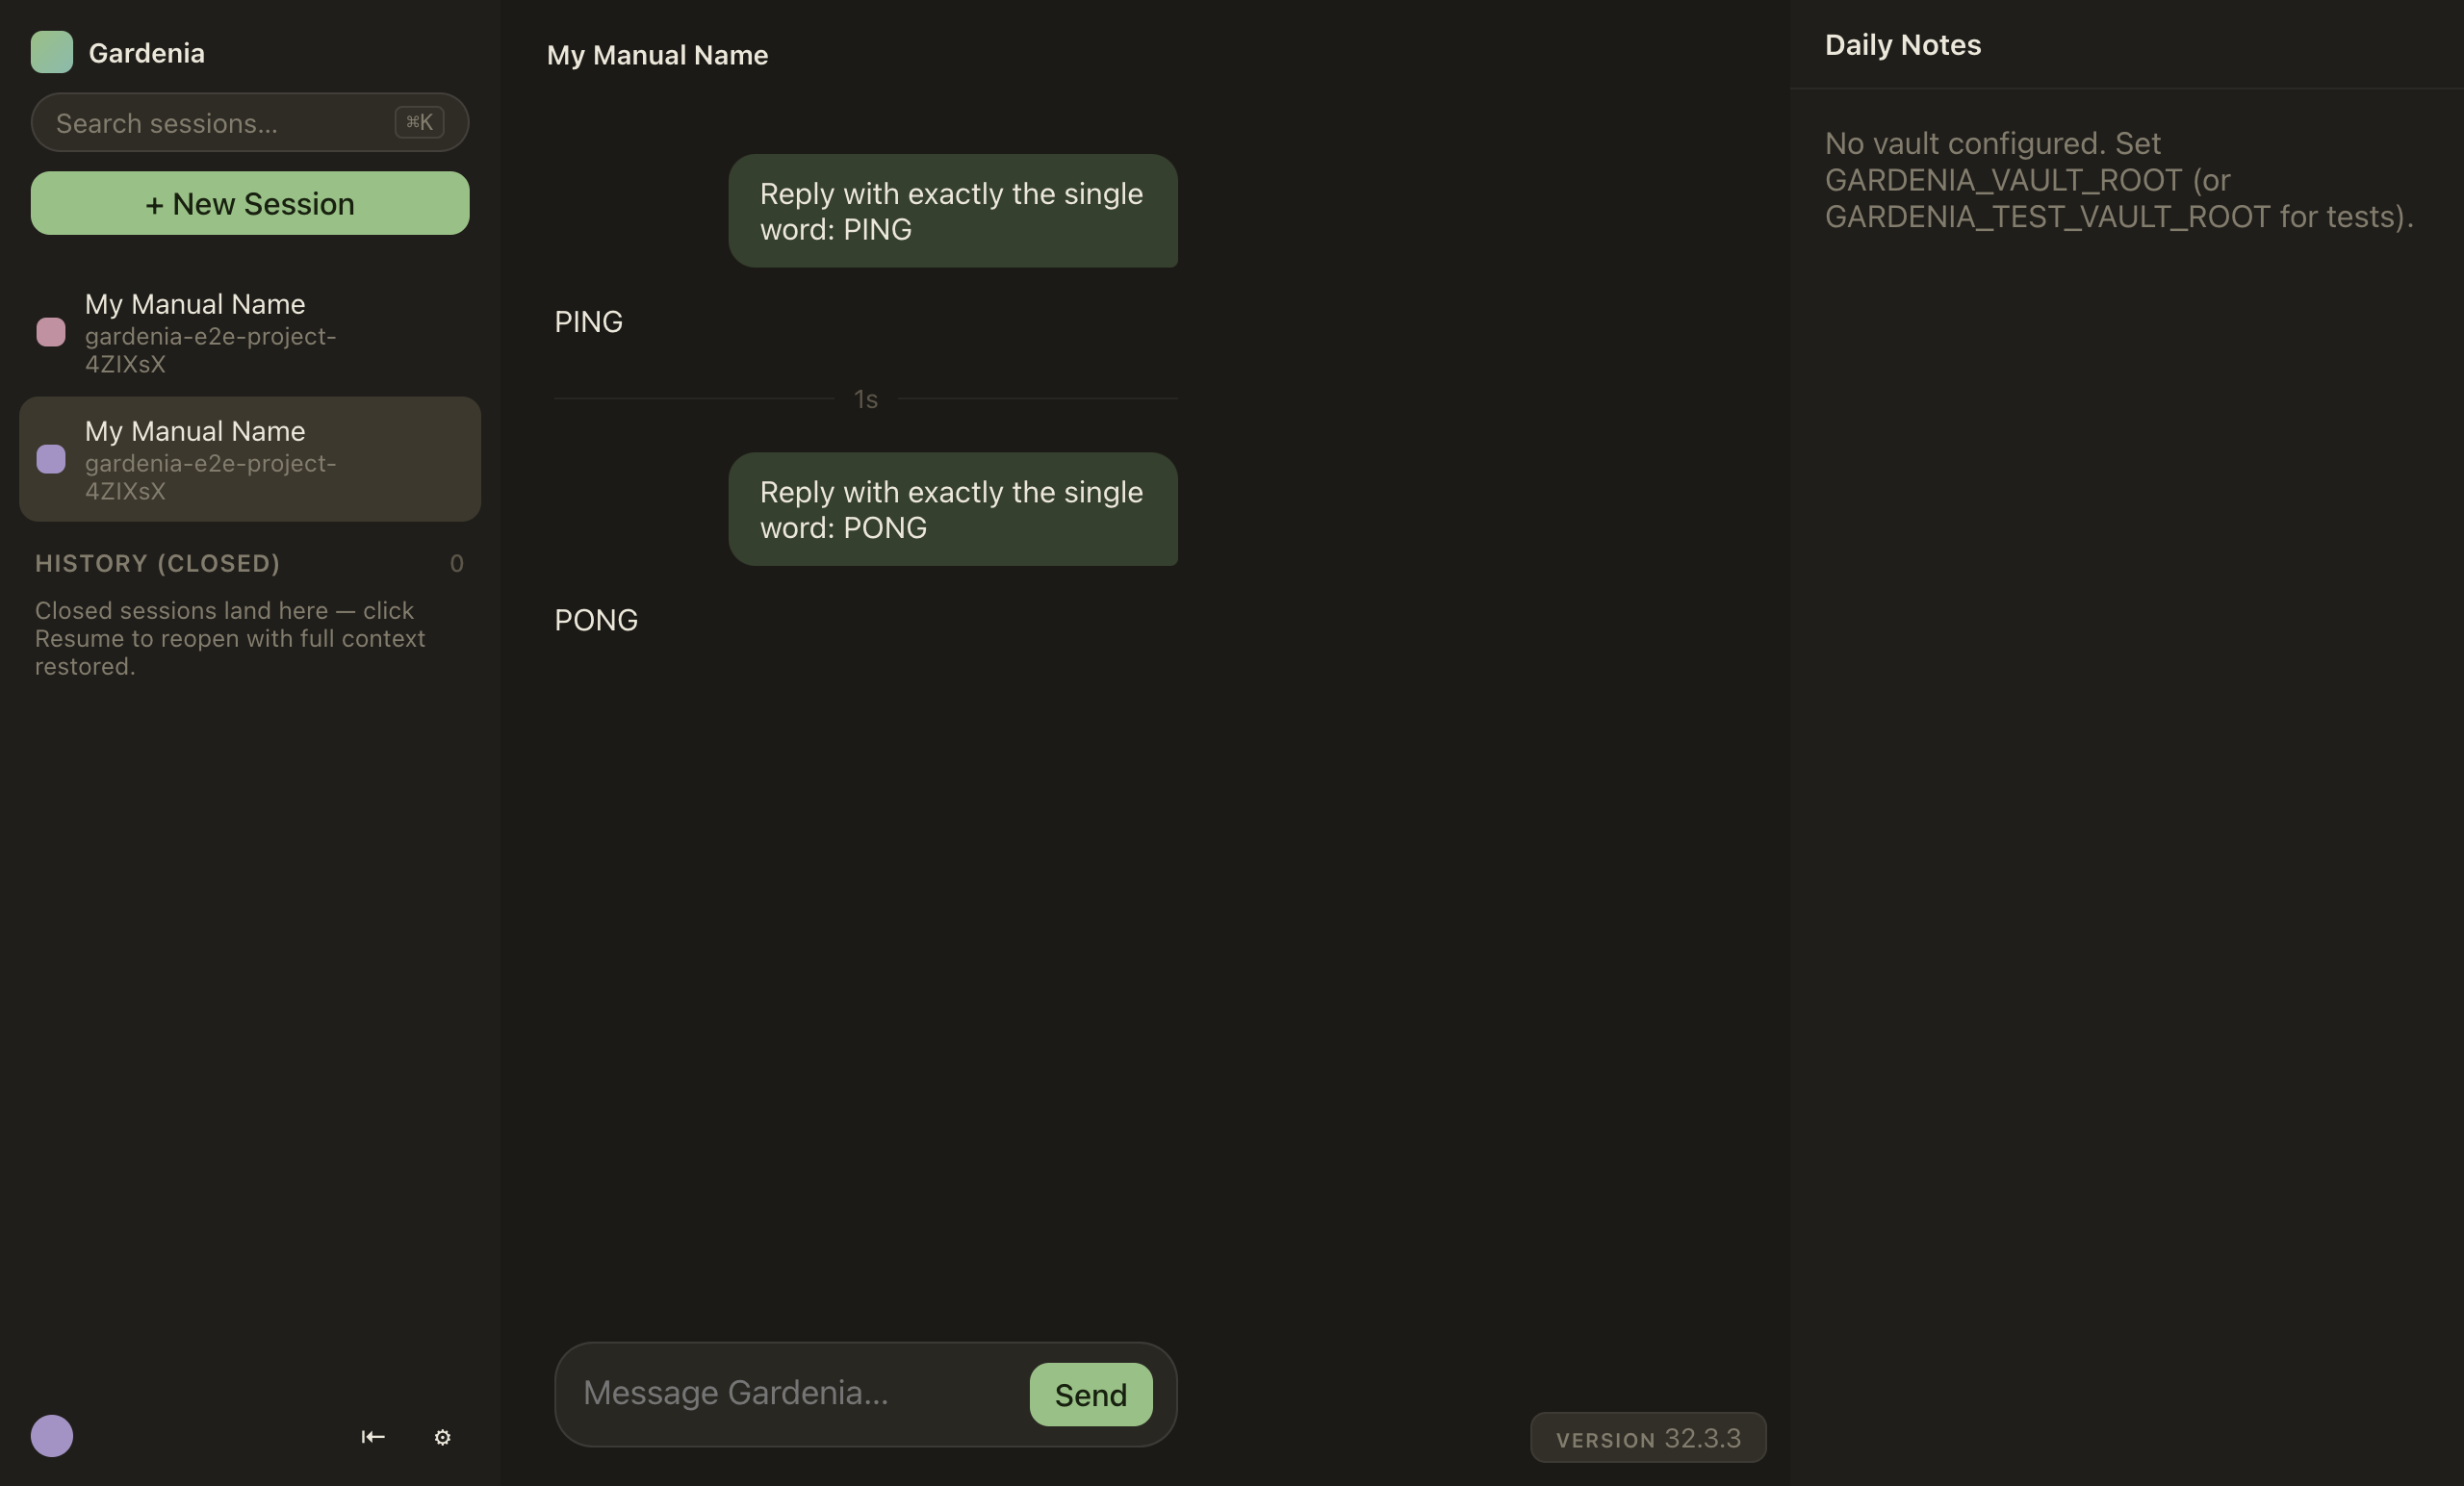 Gardenia
Search sessions...
⌘K
+ New Session
My Manual Name
gardenia-e2e-project-
4ZIXsX
My Manual Name
gardenia-e2e-project-
4ZIXsX
HISTORY (CLOSED)
0
Closed sessions land here — click
Resume to reopen with full context
restored.
My Manual Name
Reply with exactly the single
word: PING
PING
1s
Reply with exactly the single
word: PONG
PONG
Message Gardenia...
Send
VERSION 32.3.3
Daily Notes
No vault configured. Set
GARDENIA_VAULT_ROOT (or
GARDENIA_TEST_VAULT_ROOT for tests).